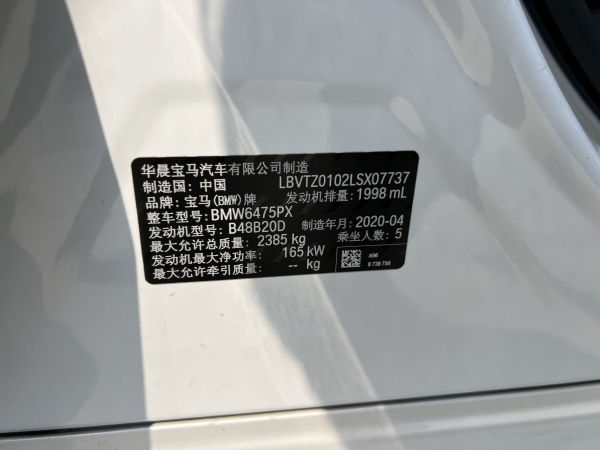 华晨宝马汽车有限公司制造
制造国: 中国 LBVTZ0102LSX07737
品牌: 宝马(BMW)牌 发动机排量: 1998 mL
整车型号: BMW6475PX
发动机型号: B48B20D 制造年月: 2020-04
最大允许总质量: 2385 kg 乘坐人数: 5
发动机最大净功率: 165 kW
最大允许牵引质量: -- kg
A96
8 738 756